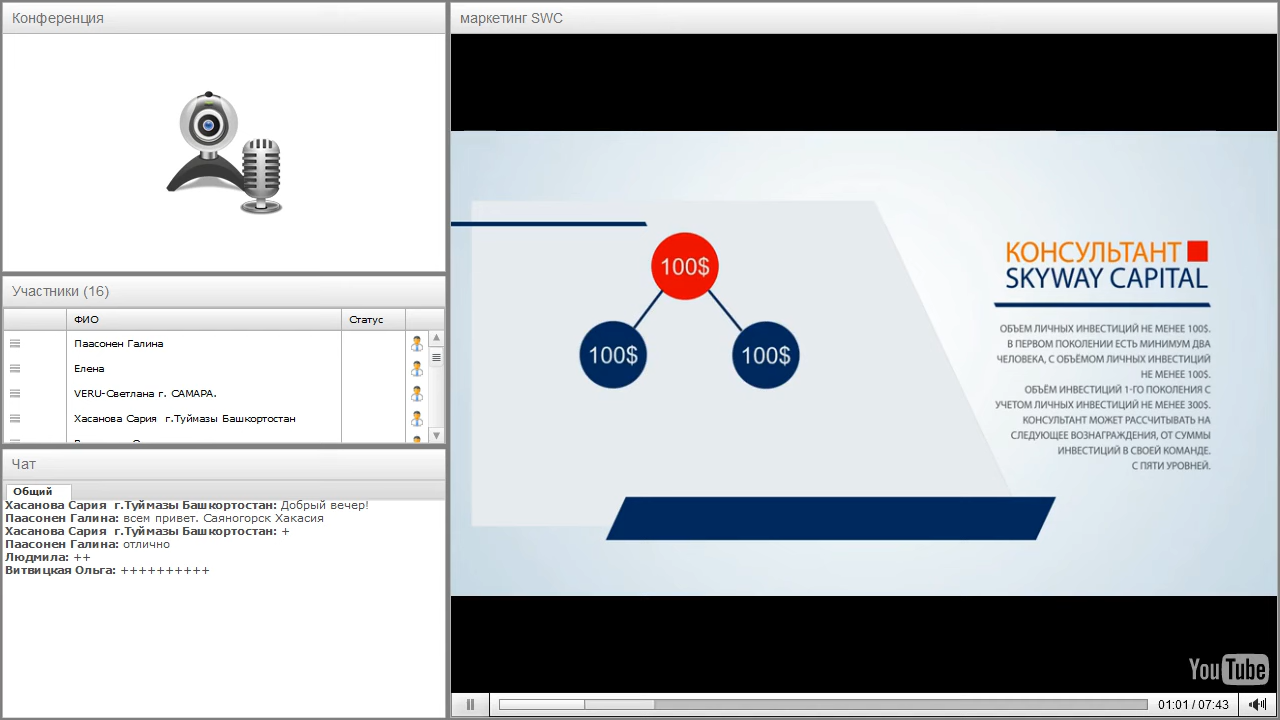 Конференция
Участники (16)
ФИО
Статус
Паасонен Галина
Елена
VERU-Светлана г. САМАРА.
Хасанова Сария г.Туймазы Башкортостан
Чат
Общий
Хасанова Сария г.Туймазы Башкортостан: Добрый вечер!
Паасонен Галина: всем привет. Саяногорск Хакасия
Хасанова Сария г.Туймазы Башкортостан: +
Паасонен Галина: отлично
Людмила: ++
Витвицкая Ольга: ++++++++++
маркетинг SWC
100$
100$
100$
КОНСУЛЬТАНТ
SKYWAY CAPITAL
ОБЪЕМ ЛИЧНЫХ ИНВЕСТИЦИЙ НЕ МЕНЕЕ 100$.
В ПЕРВОМ ПОКОЛЕНИИ ЕСТЬ МИНИМУМ ДВА
ЧЕЛОВЕКА, С ОБЪЁМОМ ЛИЧНЫХ ИНВЕСТИЦИЙ
НЕ МЕНЕЕ 100$.
ОБЪЁМ ИНВЕСТИЦИЙ 1-ГО ПОКОЛЕНИЯ С
УЧЕТОМ ЛИЧНЫХ ИНВЕСТИЦИЙ НЕ МЕНЕЕ 300$.
КОНСУЛЬТАНТ МОЖЕТ РАССЧИТЫВАТЬ НА
СЛЕДУЮЩЕЕ ВОЗНАГРАЖДЕНИЯ, ОТ СУММЫ
ИНВЕСТИЦИЙ В СВОЕЙ КОМАНДЕ.
С ПЯТИ УРОВНЕЙ.
YouTube
01:01 / 07:43